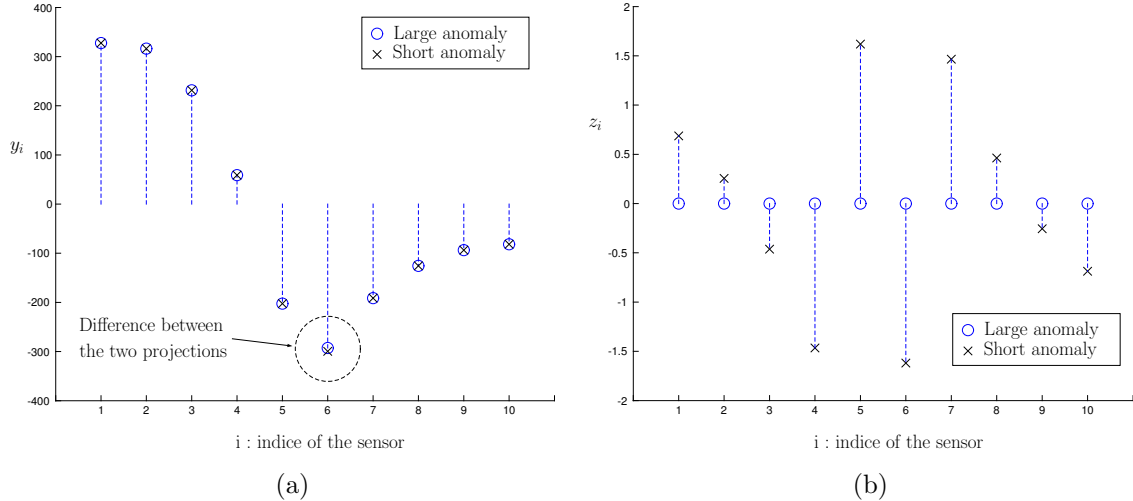 400
300
200
100
0
-100
-200
-300
-400
y_i
Large anomaly
Short anomaly
Difference between
the two projections
1 2 3 4 5 6 7 8 9 10
i : indice of the sensor
(a)
2
1.5
1
0.5
0
-0.5
-1
-1.5
-2
z_i
Large anomaly
Short anomaly
1 2 3 4 5 6 7 8 9 10
i : indice of the sensor
(b)